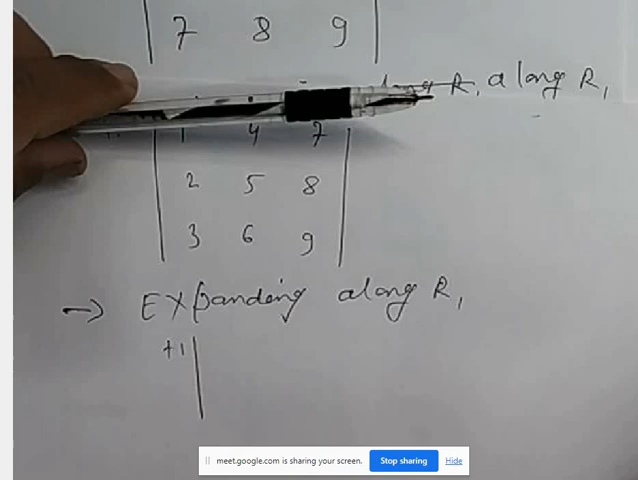 7 8 9
R, along R,
1 4 7
2 5 8
3 6 9
→ Expanding along R,
+1
meet.google.com is sharing your screen. Stop sharing Hide